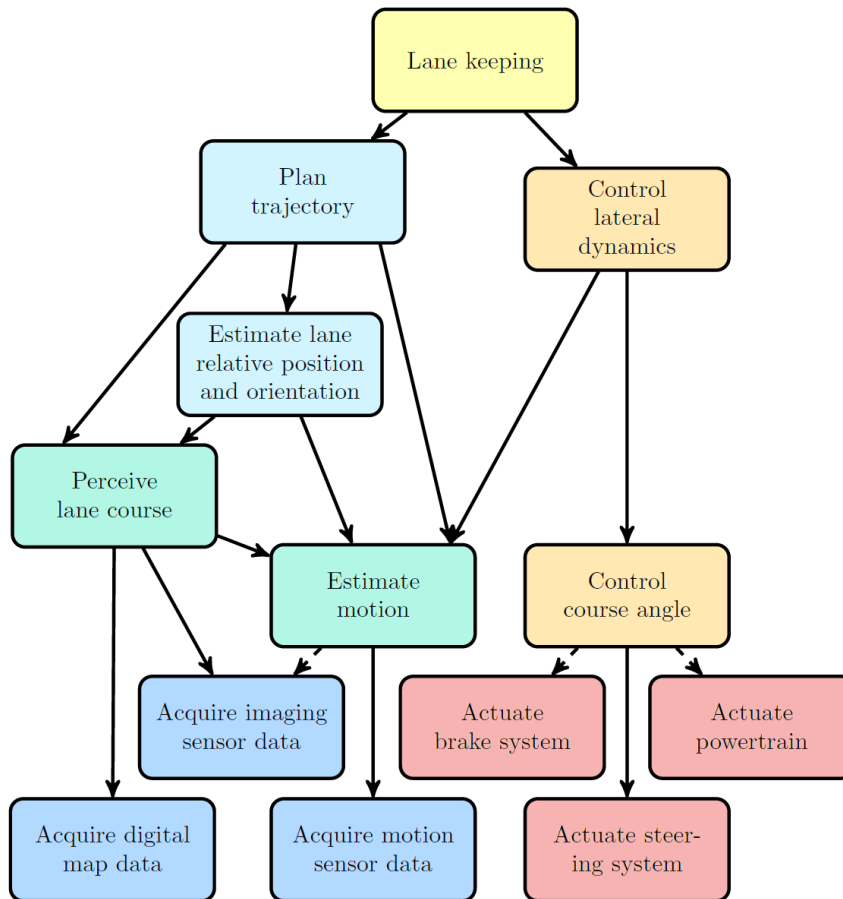 Lane keeping
Plan
trajectory
Control
lateral
dynamics
Estimate lane
relative position
and orientation
Perceive
lane course
Estimate
motion
Control
course angle
Acquire imaging
sensor data
Actuate
brake system
Actuate
powertrain
Acquire digital
map data
Acquire motion
sensor data
Actuate steer-
ing system